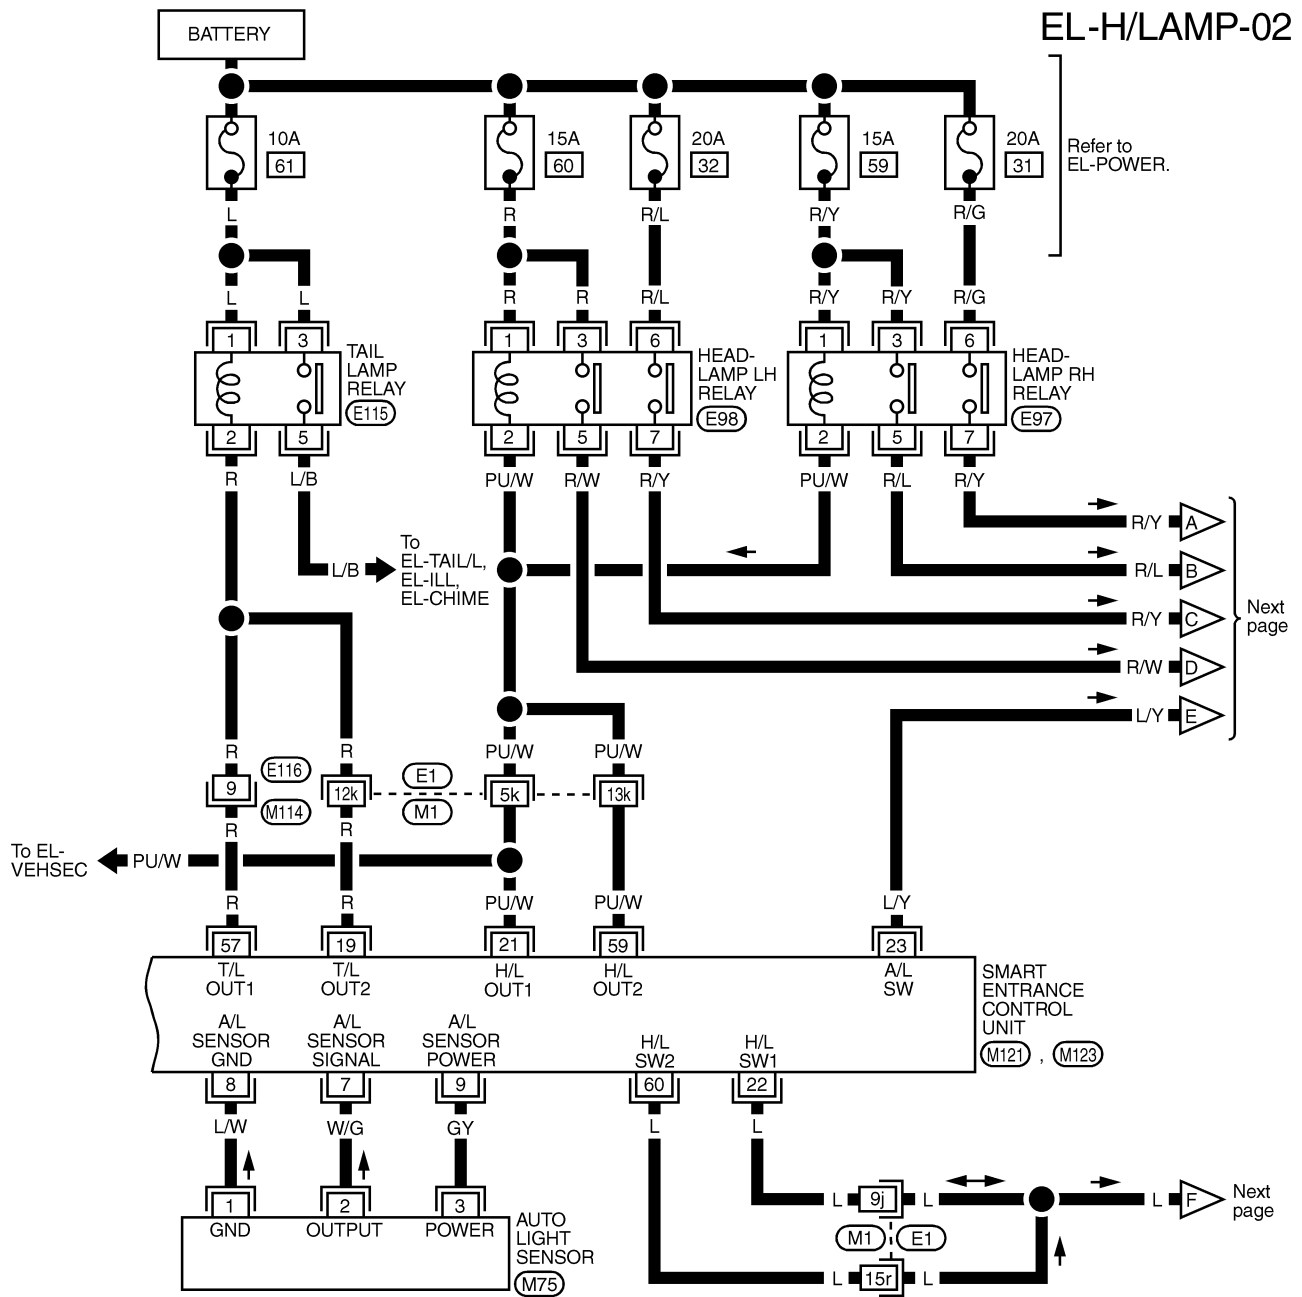 EL-H/LAMP-02
BATTERY
10A
61
15A
60
20A
32
15A
59
20A
31
Refer to
EL-POWER.
L
R
R/L
R/Y
R/G
L
L
R
R
R/L
R/Y
R/Y
R/G
1
3
1
3
6
1
3
6
TAIL
LAMP
RELAY
E115
HEAD-
LAMP LH
RELAY
E98
HEAD-
LAMP RH
RELAY
E97
2
5
2
5
7
2
5
7
R
L/B
PU/W
R/W
R/Y
PU/W
R/L
R/Y
L/B
To
EL-TAIL/L,
EL-ILL,
EL-CHIME
R/Y
A
R/L
B
R/Y
C
R/W
D
L/Y
E
Next
page
R
R
PU/W
PU/W
9
E116
M114
12k
E1
M1
5k
13k
R
R
To EL-
VEHSEC
PU/W
R
R
PU/W
PU/W
L/Y
57
19
21
59
23
T/L
OUT1
T/L
OUT2
H/L
OUT1
H/L
OUT2
A/L
SW
SMART
ENTRANCE
CONTROL
UNIT
M121 , M123
A/L
SENSOR
GND
A/L
SENSOR
SIGNAL
A/L
SENSOR
POWER
H/L
SW2
H/L
SW1
8
7
9
60
22
L/W
W/G
GY
L
L
1
2
3
GND
OUTPUT
POWER
AUTO
LIGHT
SENSOR
M75
L
9j
L
L
F
Next
page
M1
E1
L
15r
L